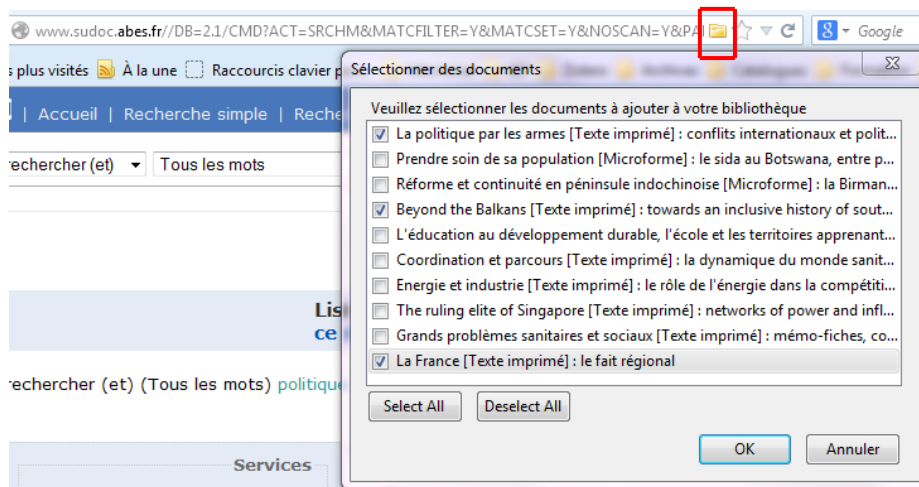 www.sudoc.abes.fr//DB=2.1/CMD?ACT=SRCHM&MATCFILTER=Y&MATCSET=Y&NOSCAN=Y&PA
8 Google
s plus visités À la une Raccourcis clavier p
Sélectionner des documents
| Accueil | Recherche simple | Reche
Veuillez sélectionner les documents à ajouter à votre bibliothèque
La politique par les armes [Texte imprimé] : conflits internationaux et polit...
rechercher (et) Tous les mots
Prendre soin de sa population [Microforme] : le sida au Botswana, entre p...
Réforme et continuité en péninsule indochinoise [Microforme] : la Birman...
Beyond the Balkans [Texte imprimé] : towards an inclusive history of sout...
L'éducation au développement durable, l'école et les territoires apprenant...
Coordination et parcours [Texte imprimé] : la dynamique du monde sanit...
Energie et industrie [Texte imprimé] : le rôle de l'énergie dans la compétiti...
The ruling elite of Singapore [Texte imprimé] : networks of power and infl...
Grands problèmes sanitaires et sociaux [Texte imprimé] : mémo-fiches, co...
La France [Texte imprimé] : le fait régional
Lis
ce
rechercher (et) (Tous les mots) politique
Select All Deselect All
OK Annuler
Services